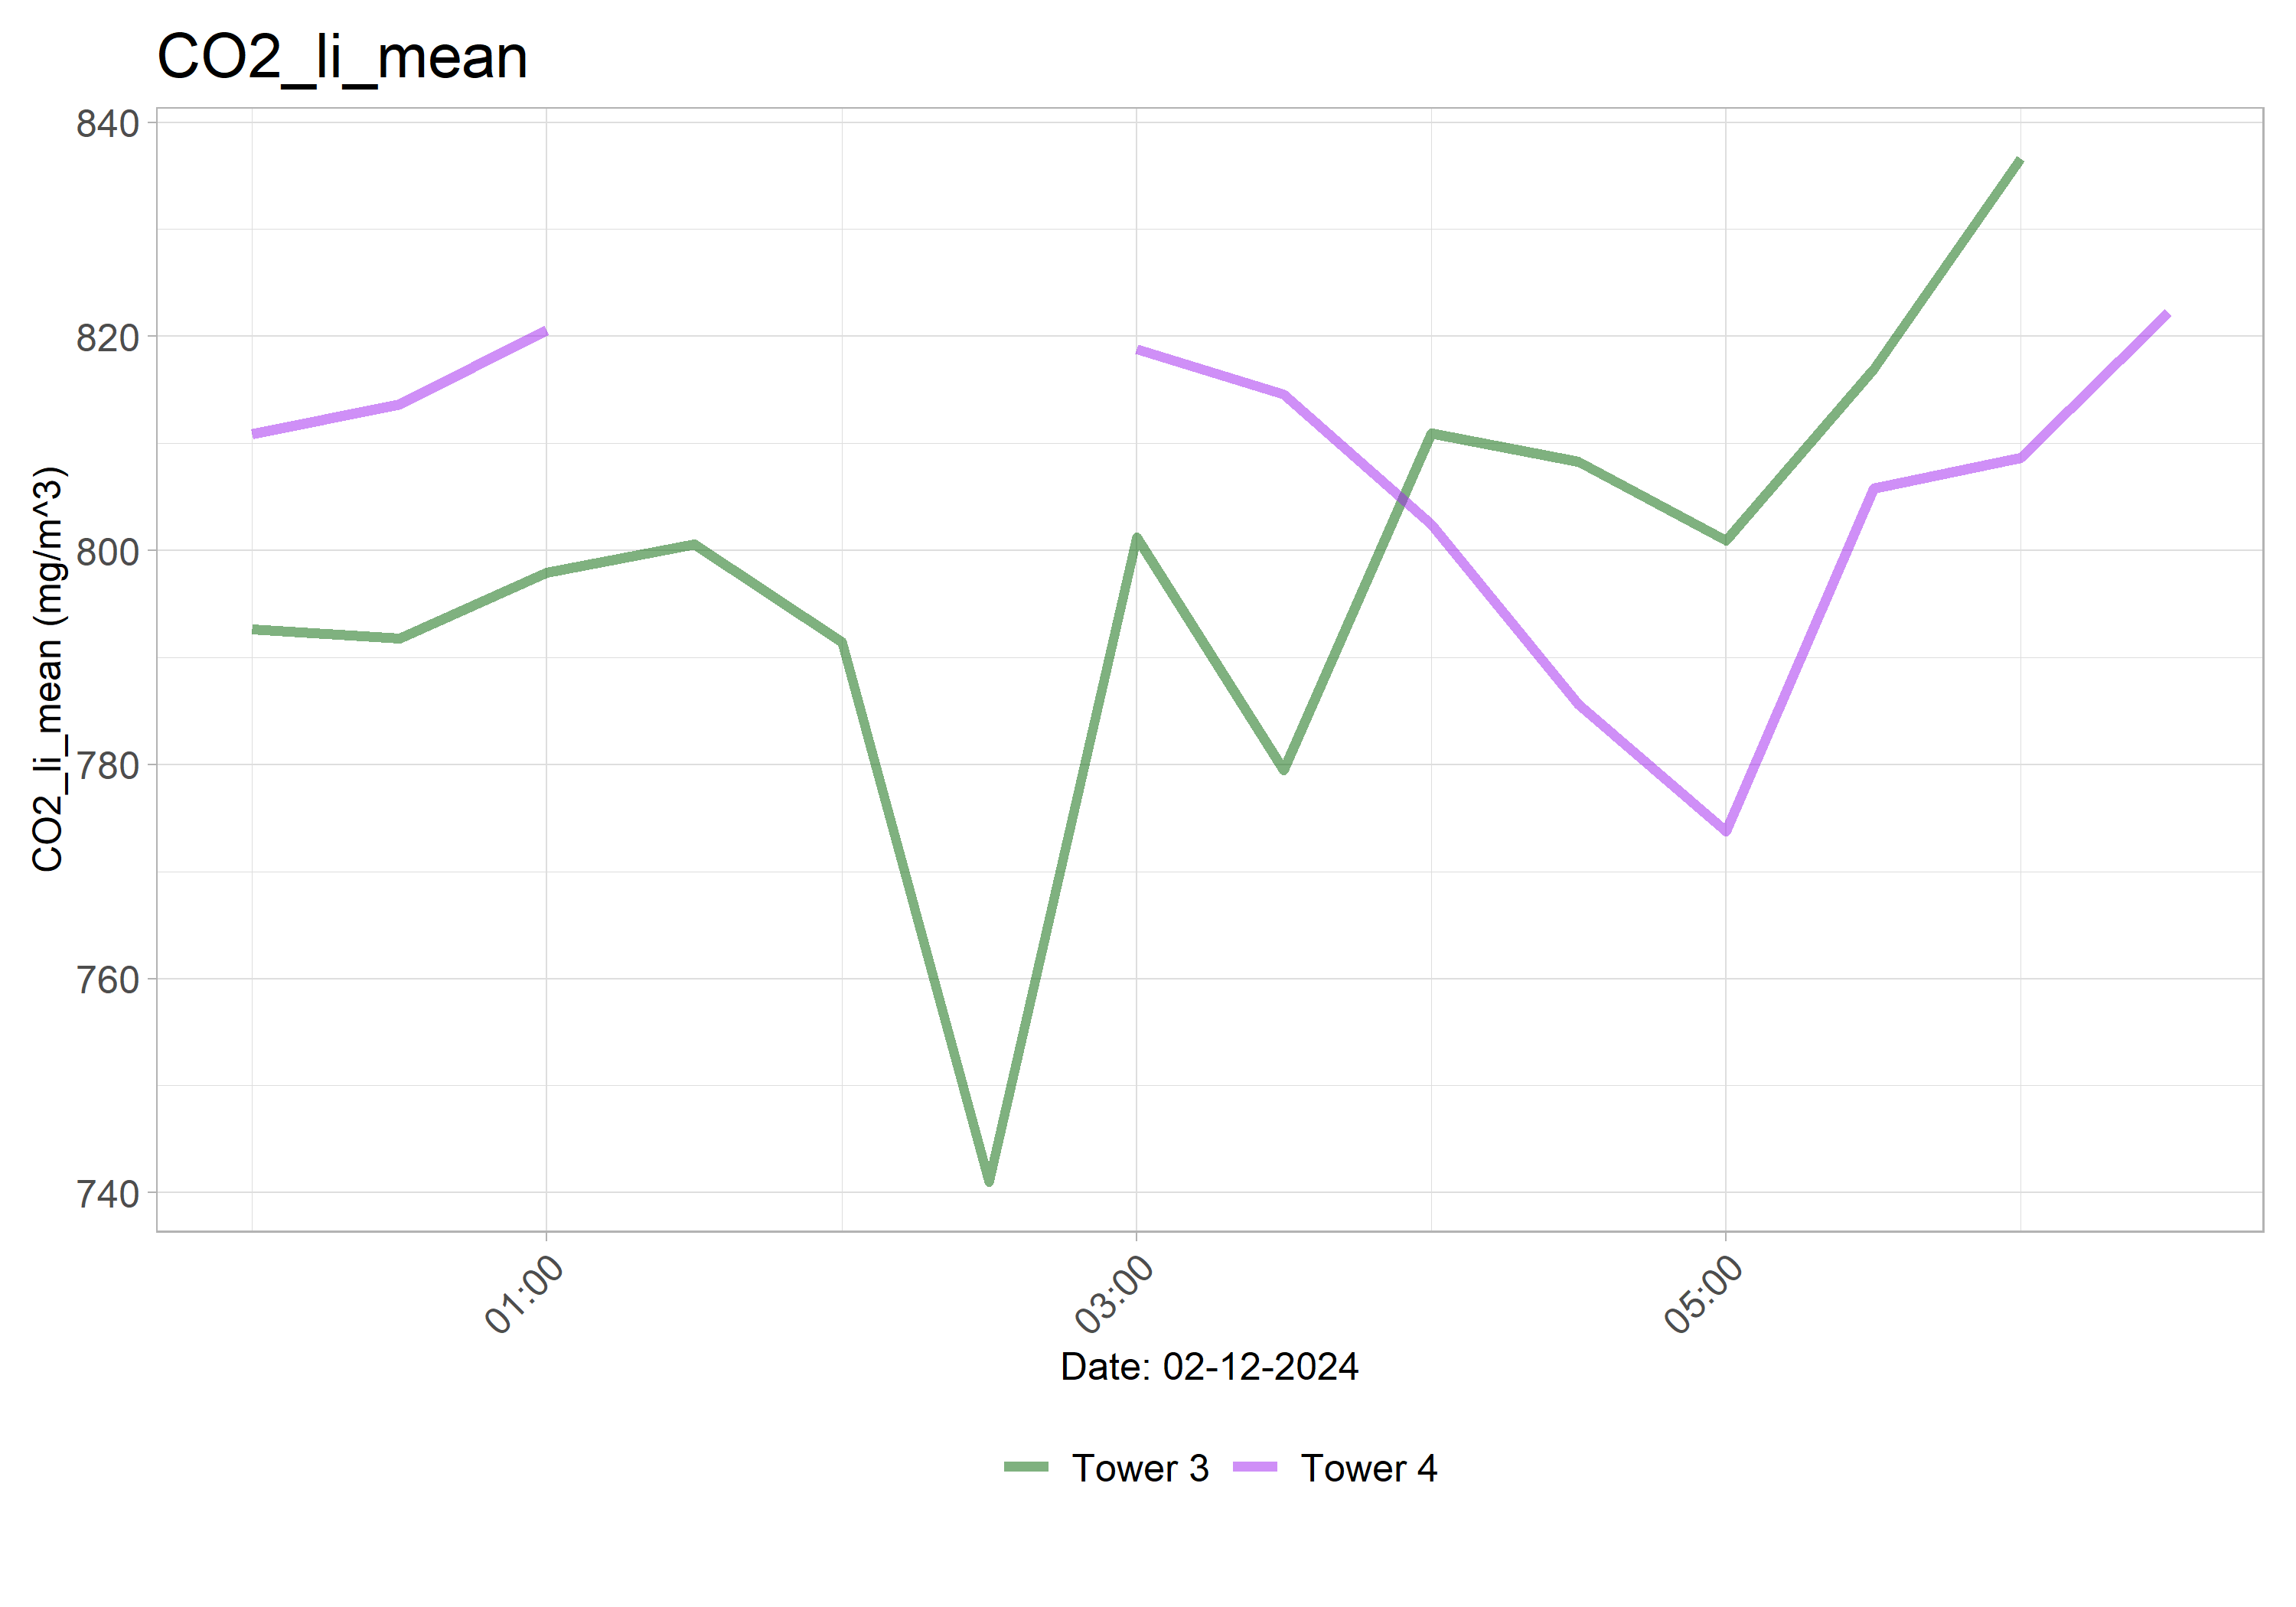 CO2_li_mean
CO2_li_mean (mg/m^3)
840
820
800
780
760
740
01:00
03:00
05:00
Date: 02-12-2024
Tower 3
Tower 4